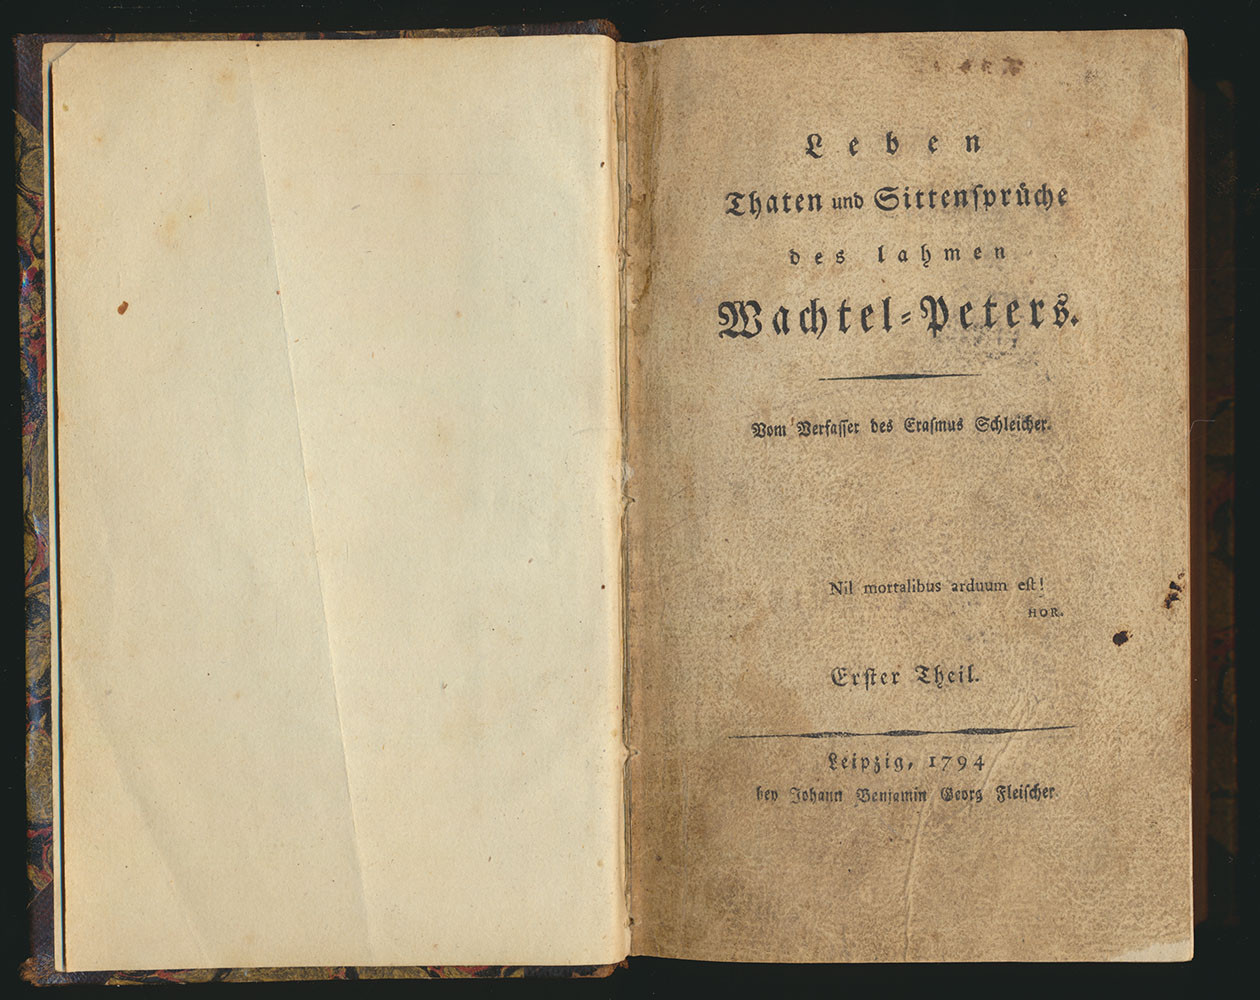 Leben
Thaten und Sittenſprüche
des lahmen
Wachtel-Peters.
Vom Verfaſſer des Eraſmus Schleicher.
Nil mortalibus arduum eſt!
HOR.
Erſter Theil.
Leipzig, 1794
bey Johann Benjamin Georg Fleiſcher